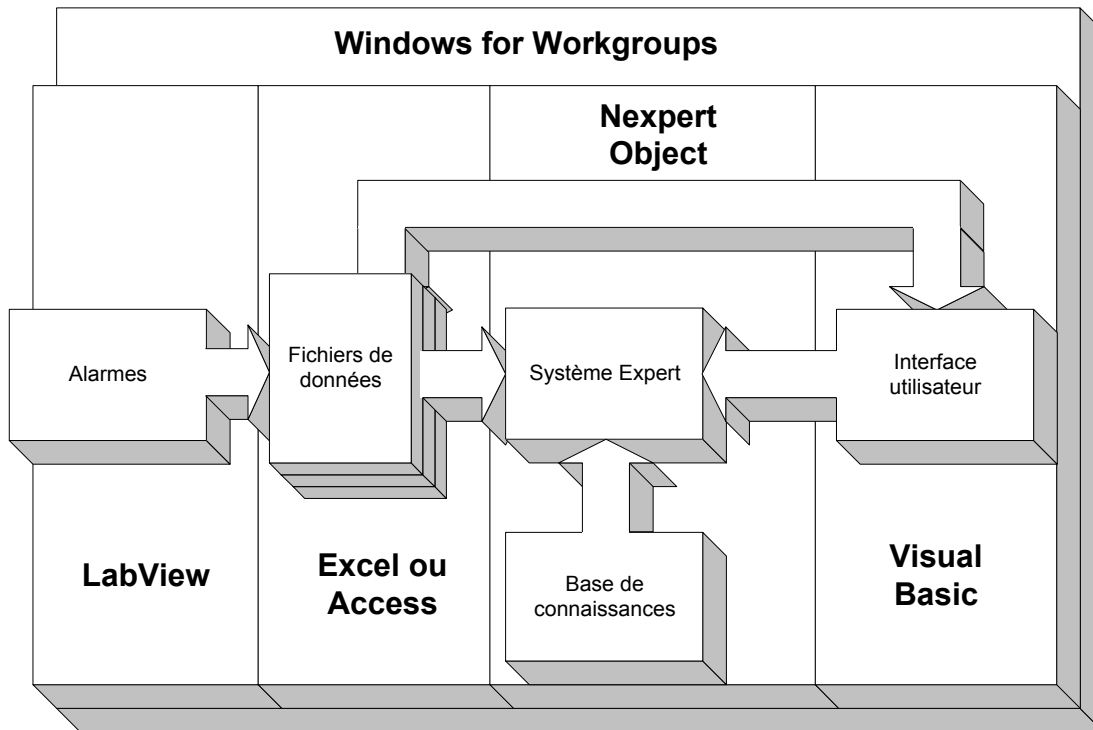 Windows for Workgroups
Nexpert
Object
Alarmes
Fichiers de
données
Système Expert
Interface
utilisateur
LabView
Excel ou
Access
Base de
connaissances
Visual
Basic